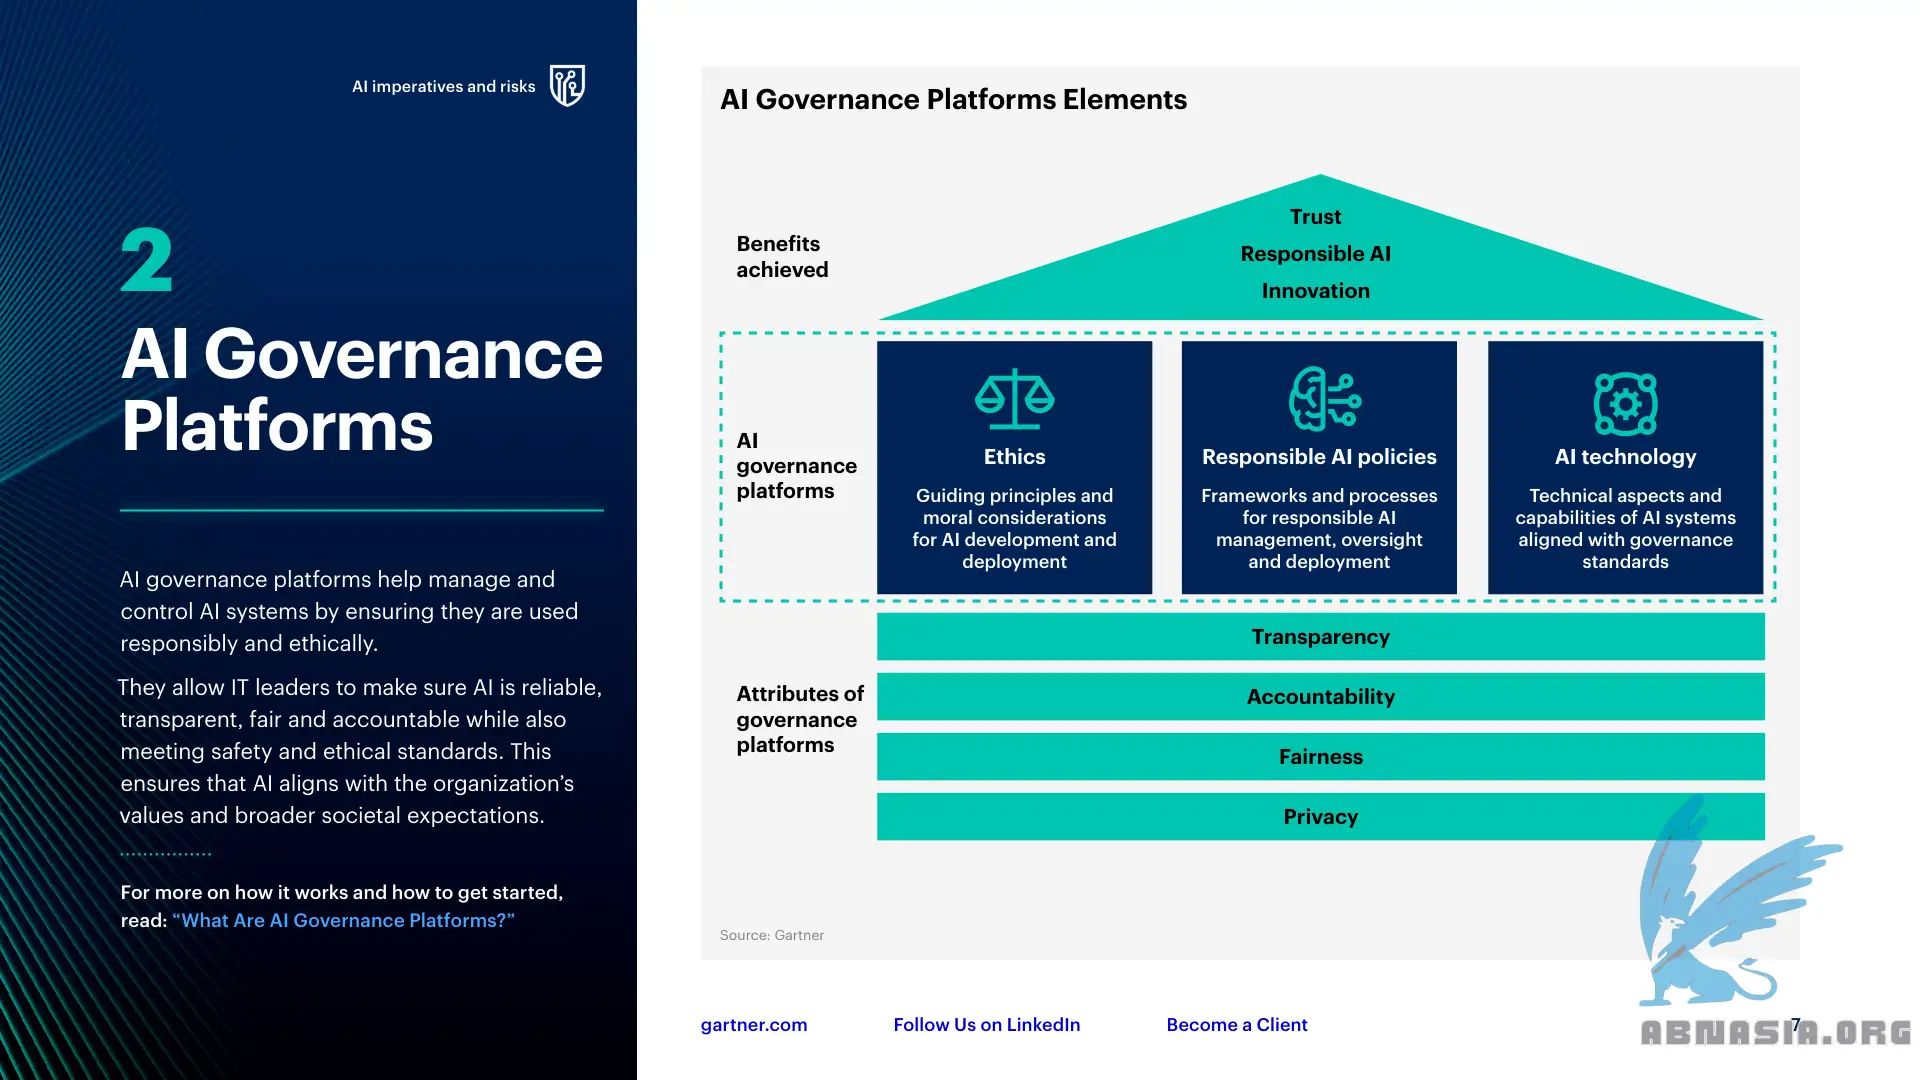 AI imperatives and risks
2
AI Governance
Platforms
AI governance platforms help manage and
control AI systems by ensuring they are used
responsibly and ethically.
They allow IT leaders to make sure AI is reliable,
transparent, fair and accountable while also
meeting safety and ethical standards. This
ensures that AI aligns with the organization’s
values and broader societal expectations.
For more on how it works and how to get started,
read: “What Are AI Governance Platforms?”
AI Governance Platforms Elements
Benefits
achieved
Trust
Responsible AI
Innovation
AI
governance
platforms
Ethics
Guiding principles and
moral considerations
for AI development and
deployment
Responsible AI policies
Frameworks and processes
for responsible AI
management, oversight
and deployment
AI technology
Technical aspects and
capabilities of AI systems
aligned with governance
standards
Attributes of
governance
platforms
Transparency
Accountability
Fairness
Privacy
Source: Gartner
gartner.com
Follow Us on LinkedIn
Become a Client
7
ABNASIA.ORG